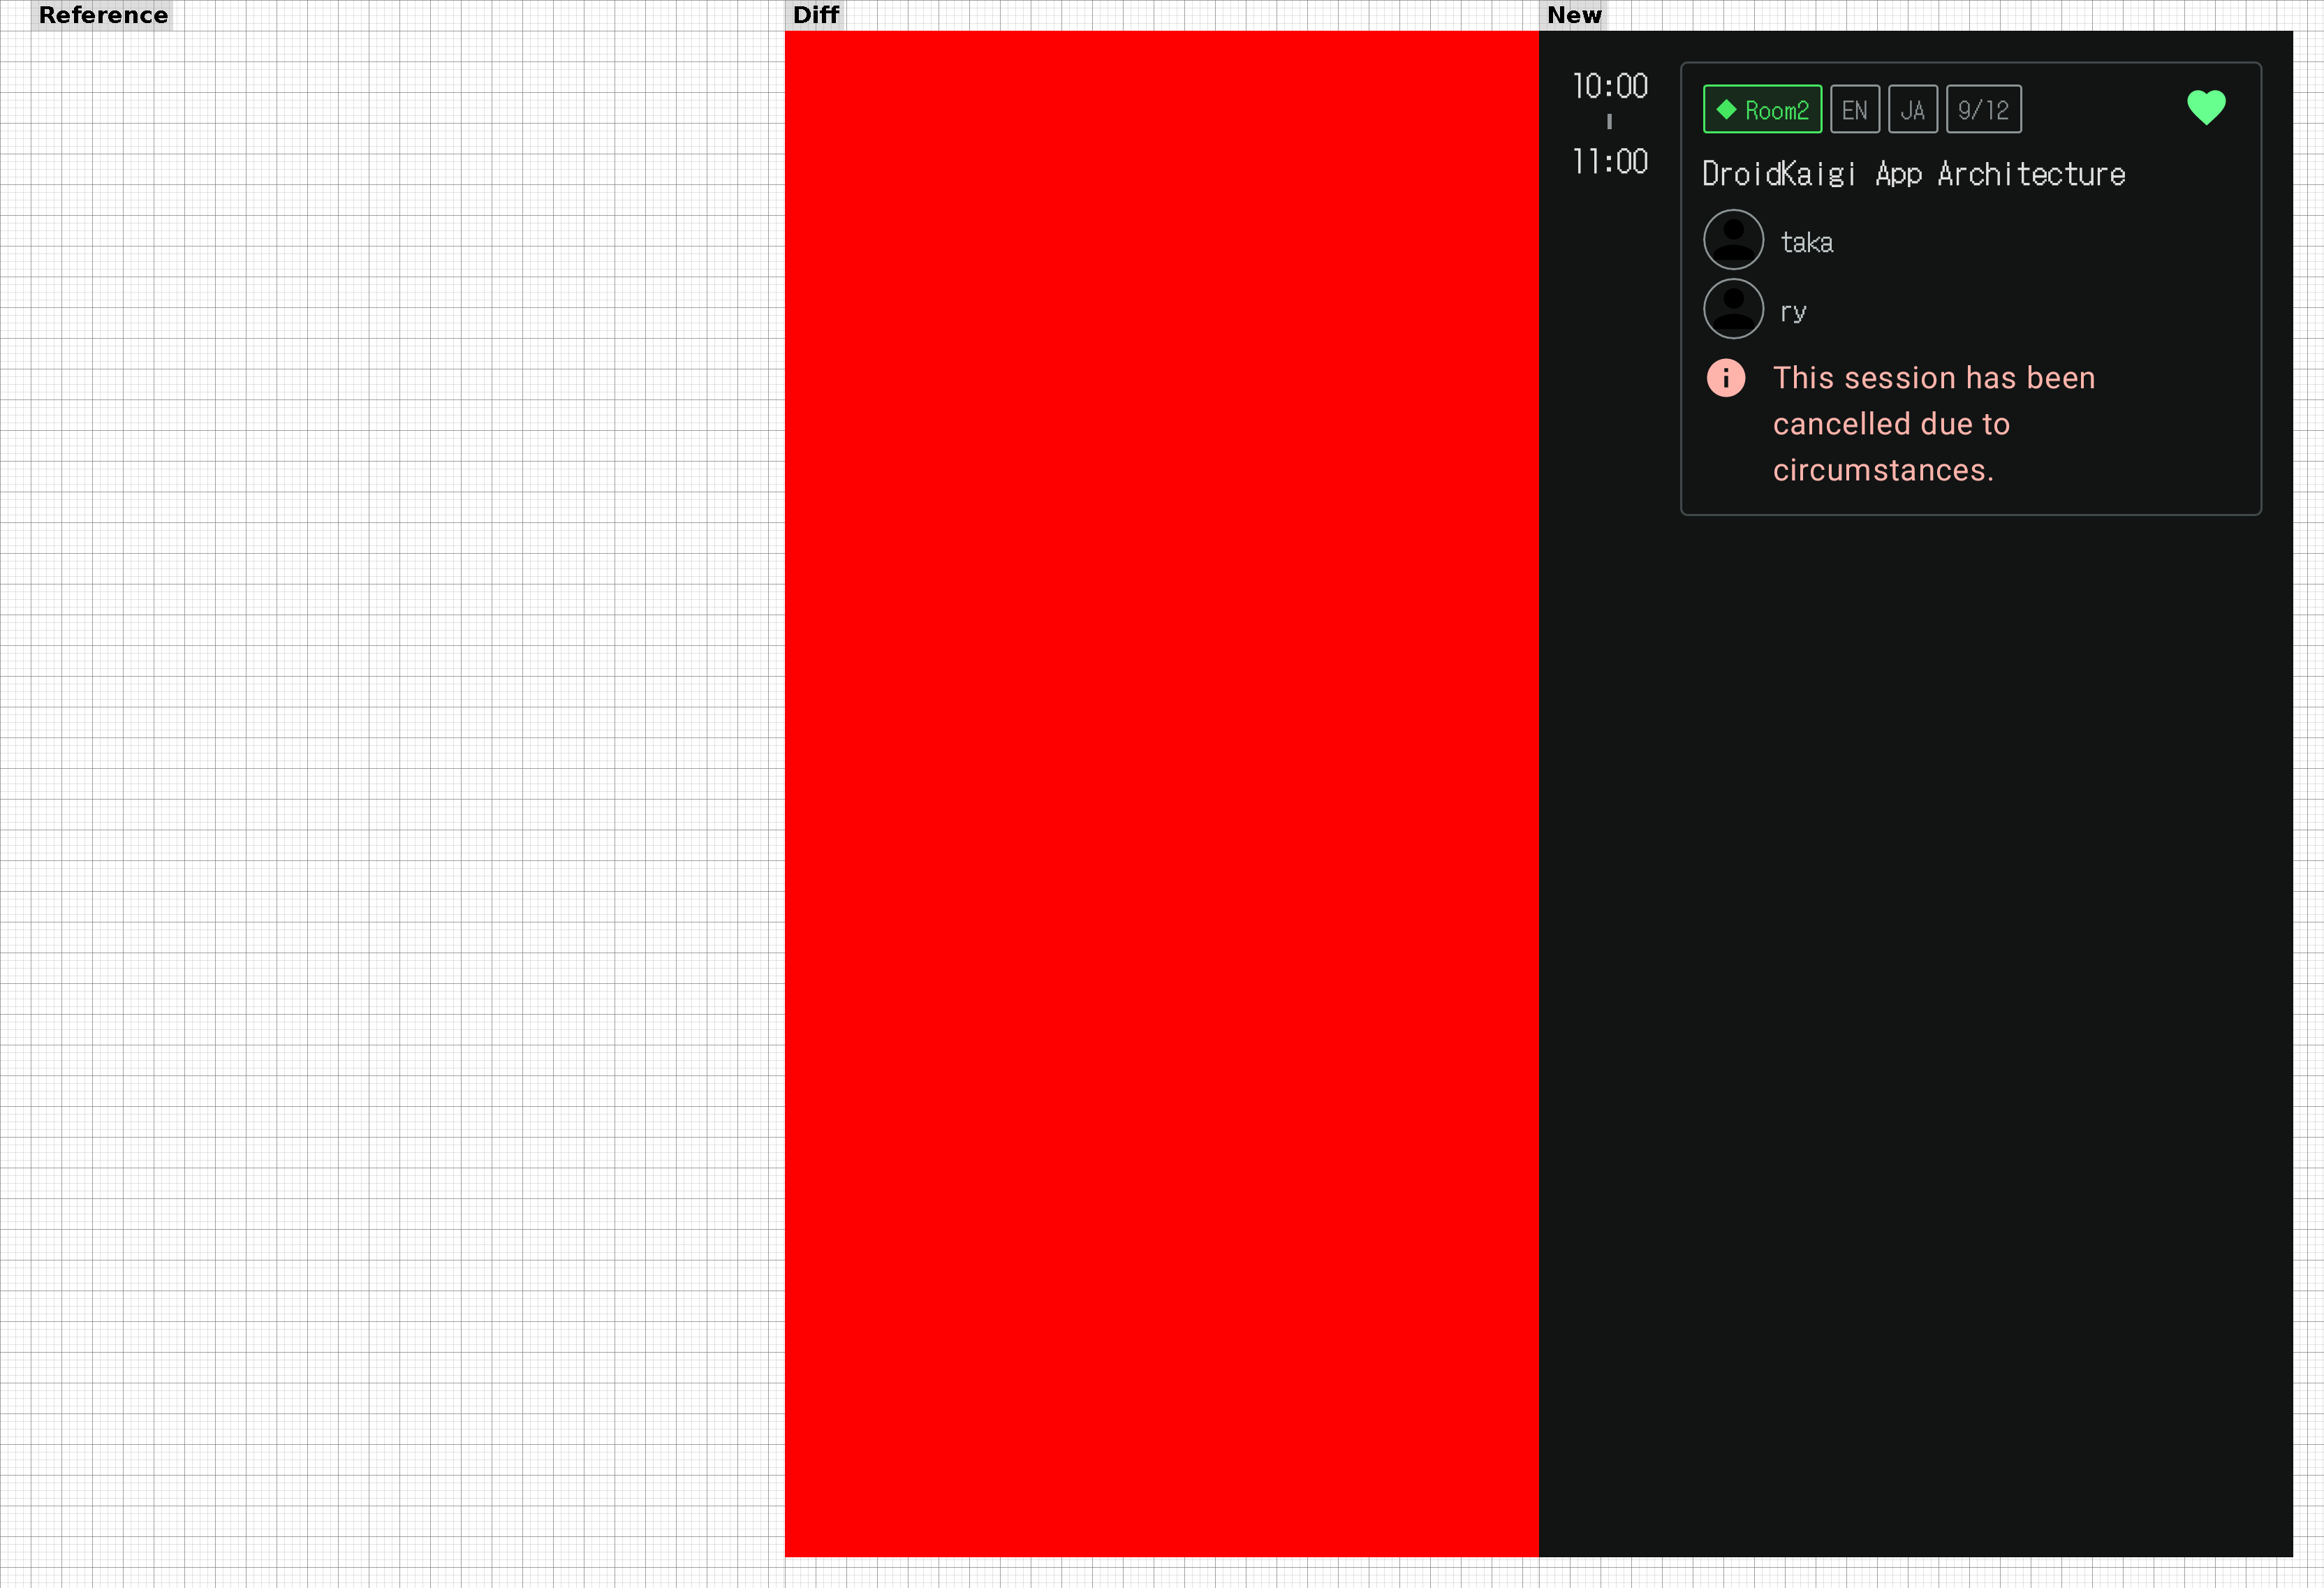 Reference
Diff
New
10:00
11:00
Room2 EN JA 9/12
DroidKaigi App Architecture
taka
ry
This session has been
cancelled due to
circumstances.